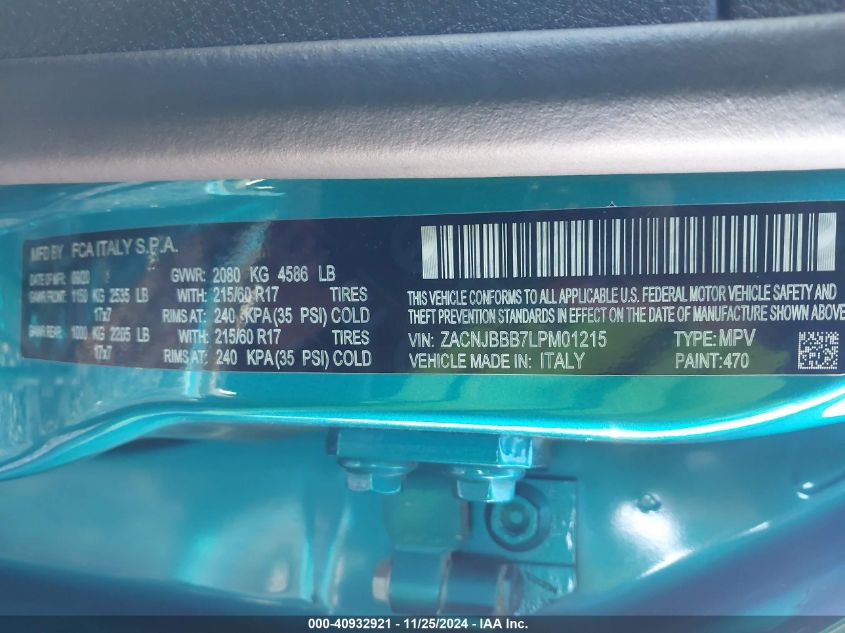 MFD BY FCA ITALY S.P.A.
DATE OF MFR 09/20 GVWR: 2080 KG 4586 LB
GAWR FRONT: 1150 KG 2535 LB WITH: 215/60 R17 TIRES
17x7 RIMS AT: 240 KPA (35 PSI) COLD
GAWR REAR: 1000 KG 2205 LB WITH: 215/60 R17 TIRES
17x7 RIMS AT: 240 KPA (35 PSI) COLD
THIS VEHICLE CONFORMS TO ALL APPLICABLE U.S. FEDERAL MOTOR VEHICLE SAFETY AND
THEFT PREVENTION STANDARDS IN EFFECT ON THE DATE OF MANUFACTURE SHOWN ABOVE
VIN: ZACNJBBB7LPM01215 TYPE: MPV
VEHICLE MADE IN: ITALY PAINT: 470
000-40932921 - 11/25/2024 - IAA, Inc.